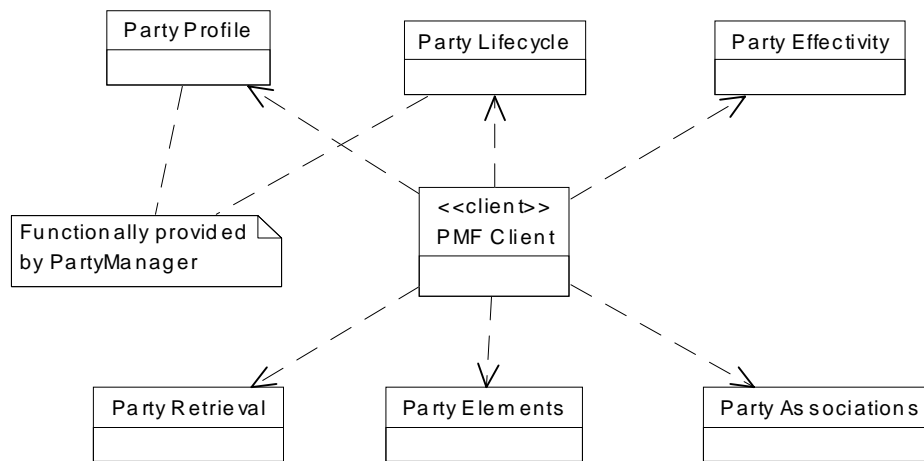 Party Profile
Party Lifecycle
Party Effectivity
<<client>>
PMF Client
Functionally provided
by PartyManager
Party Retrieval
Party Elements
Party Associations